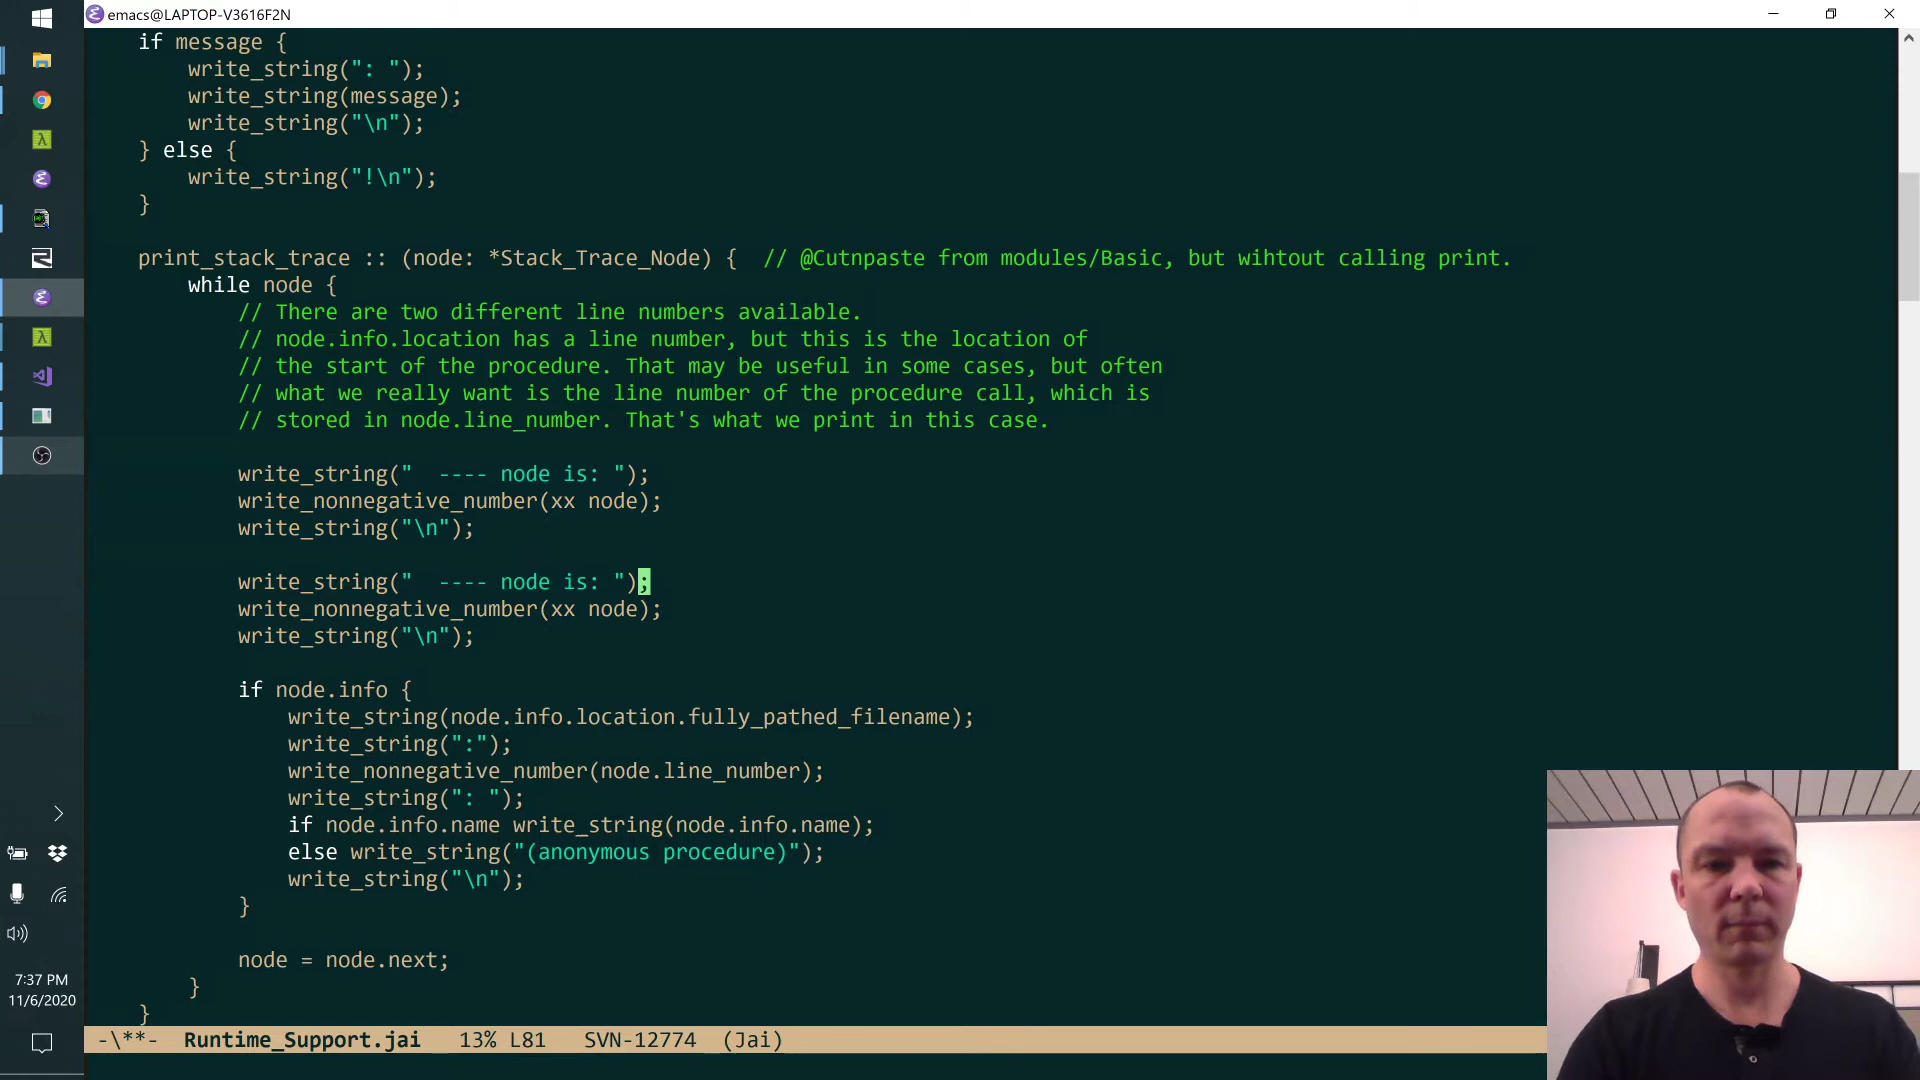 emacs@LAPTOP-V3616F2N
if message {
write_string(": ");
write_string(message);
write_string("\n");
} else {
write_string("!\n");
}
print_stack_trace :: (node: *Stack_Trace_Node) {  // @Cutnpaste from modules/Basic, but wihtout calling print.
while node {
// There are two different line numbers available.
// node.info.location has a line number, but this is the location of
// the start of the procedure. That may be useful in some cases, but often
// what we really want is the line number of the procedure call, which is
// stored in node.line_number. That's what we print in this case.
write_string("  ---- node is: ");
write_nonnegative_number(xx node);
write_string("\n");
write_string("  ---- node is: ");
write_nonnegative_number(xx node);
write_string("\n");
if node.info {
write_string(node.info.location.fully_pathed_filename);
write_string(":");
write_nonnegative_number(node.line_number);
write_string(": ");
if node.info.name write_string(node.info.name);
else write_string("(anonymous procedure)");
write_string("\n");
}
node = node.next;
}
}
-\**-  Runtime_Support.jai   13% L81   SVN-12774  (Jai)
7:37 PM
11/6/2020